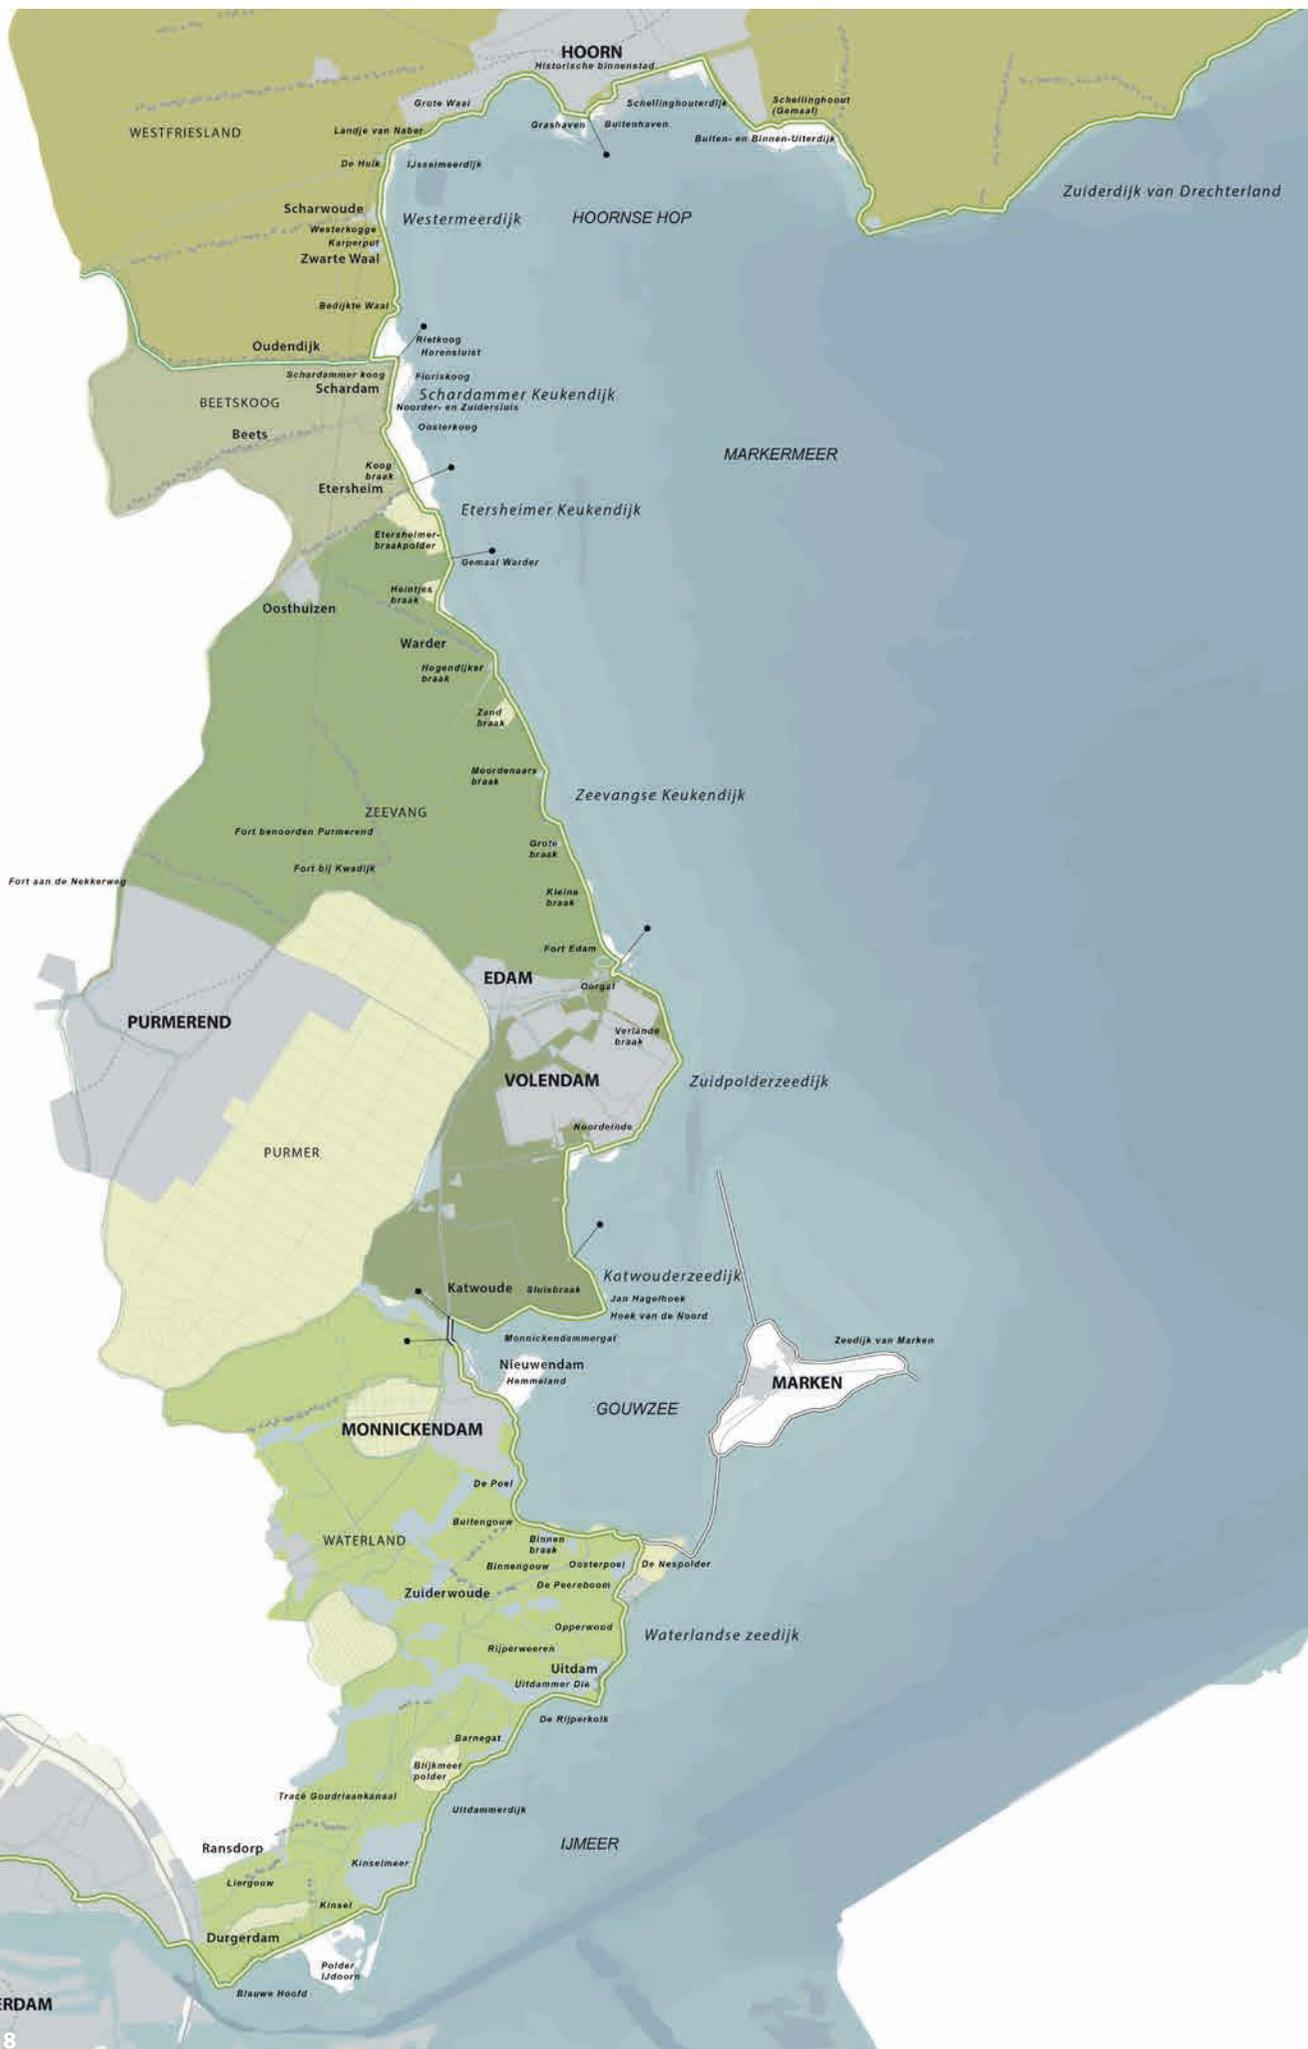 HOORN
Historische binnenstad
Grote Waal
Schellinghouterdijk
Schellinghout
(Gemaal)
WESTFRIESLAND
Landje van Naber
Grashaven
Buitenhaven
Buiten- en Binnen-Uiterdijk
De Hulk
IJsselmeerdijk
Zuiderdijk van Drechterland
Scharwoude
Westermeerdijk
HOORNSE HOP
Westerkogge
Karperput
Zwarte Waal
Bedijkte Waal
Rietkoog
Horensluist
Oudendijk
Schardammer koog
Floriskoog
Schardam
Schardammer Keukendijk
BEETSKOOG
Noorder- en Zuidersluis
Oosterkoog
Beets
MARKERMEER
Koog
braak
Etersheim
Etersheimer Keukendijk
Etersheimer-
braakpolder
Gemaal Warder
Heintjes
braak
Oosthuizen
Warder
Hogendijker
braak
Zand
braak
Moordenaars
braak
Zeevangse Keukendijk
ZEEVANG
Fort benoorden Purmerend
Grote
braak
Fort bij Kwadijk
Fort aan de Nekkerweg
Kleine
braak
Fort Edam
EDAM
Oorgat
PURMEREND
Verlande
braak
VOLENDAM
Zuidpolderzeedijk
Noordeinde
PURMER
Katwouderzeedijk
Katwoude
Sluisbraak
Jan Hagelhoek
Hoek van de Noord
Monnickendammergat
Zeedijk van Marken
Nieuwendam
Hemmeland
MARKEN
GOUWZEE
MONNICKENDAM
De Poel
Buitengouw
WATERLAND
Binnen
braak
Binnengouw
Oosterpoel
De Nespolder
De Peereboom
Zuiderwoude
Opperwoud
Waterlandse zeedijk
Rijperweeren
Uitdam
Uitdammer Die
De Rijperkolk
Barnegat
Blijkmeer
polder
Tracé Goudriaankanaal
Uitdammerdijk
IJMEER
Ransdorp
Kinselmeer
Liergouw
Kinsel
Durgerdam
Polder
IJdoorn
Blauwe Hoofd
ERDAM
8